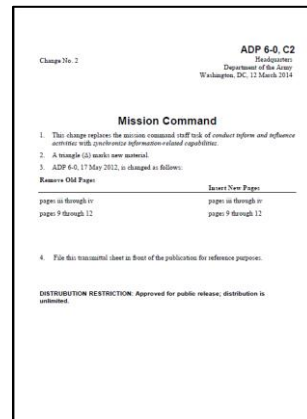 ADP 6-0, C2
Change No. 2
Headquarters
Department of the Army
Washington, DC, 12 March 2014
Mission Command
1. This change replaces the mission command staff task of conduct inform and influence
activities with synchronize information-related capabilities.
2. A triangle (Δ) marks new material.
3. ADP 6-0, 17 May 2012, is changed as follows:
Remove Old Pages
Insert New Pages
pages iii through iv
pages iii through iv
pages 9 through 12
pages 9 through 12
4. File this transmittal sheet in front of the publication for reference purposes.
DISTRUBUTION RESTRICTION: Approved for public release; distribution is
unlimited.